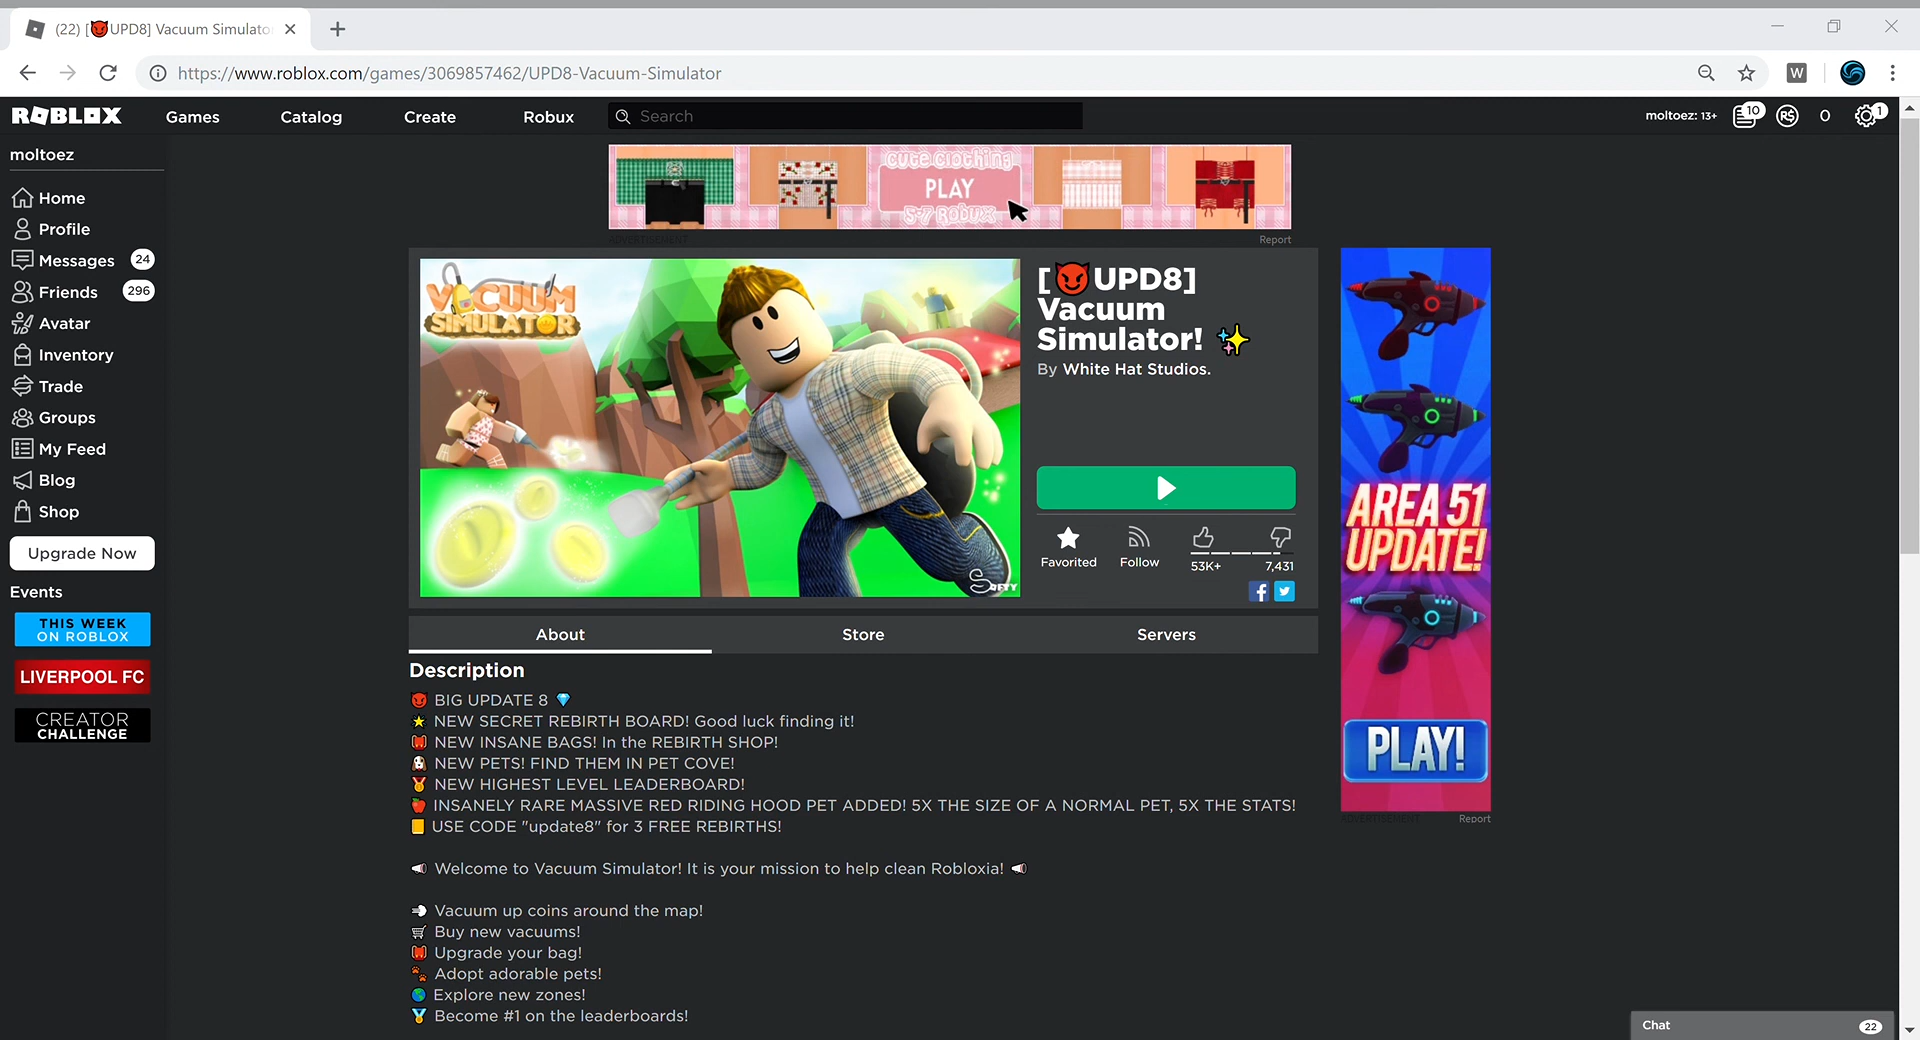 (22) [😈UPD8] Vacuum Simulato
https://www.roblox.com/games/3069857462/UPD8-Vacuum-Simulator
W
ROBLOX
Games
Catalog
Create
Robux
Search
moltoez: 13+
10
R$
0
1
moltoez
Home
Profile
Messages 24
Friends 296
Avatar
Inventory
Trade
Groups
My Feed
Blog
Shop
Upgrade Now
Events
THIS WEEK
ON ROBLOX
LIVERPOOL FC
CREATOR
CHALLENGE
cute clothing
PLAY
5-7 Robux
ADVERTISEMENT
Report
VACUUM
SIMULATOR
SOFTY
[😈UPD8]
Vacuum
Simulator! ✨
By White Hat Studios.
Favorited
Follow
53K+
7,431
About
Store
Servers
Description
😈 BIG UPDATE 8 💎
⭐ NEW SECRET REBIRTH BOARD! Good luck finding it!
🎒 NEW INSANE BAGS! In the REBIRTH SHOP!
🐶 NEW PETS! FIND THEM IN PET COVE!
🏅 NEW HIGHEST LEVEL LEADERBOARD!
🍎 INSANELY RARE MASSIVE RED RIDING HOOD PET ADDED! 5X THE SIZE OF A NORMAL PET, 5X THE STATS!
📒 USE CODE "update8" for 3 FREE REBIRTHS!
📢 Welcome to Vacuum Simulator! It is your mission to help clean Robloxia! 📢
💨 Vacuum up coins around the map!
🛒 Buy new vacuums!
🎒 Upgrade your bag!
🐾 Adopt adorable pets!
🌎 Explore new zones!
🏅 Become #1 on the leaderboards!
AREA 51
UPDATE!
PLAY!
ADVERTISEMENT
Report
Chat
22